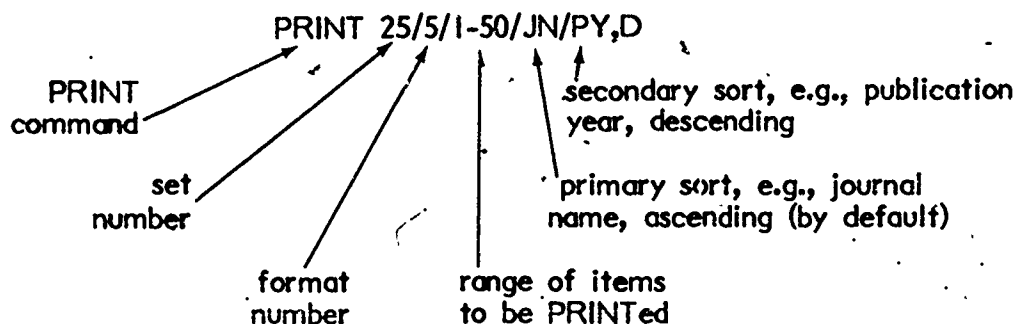 PRINT 25/5/1-50/JN/PY,D
PRINT
command
secondary sort, e.g., publication
year, descending
set
number
primary sort, e.g., journal
name, ascending (by default)
format
number
range of items
to be PRINTed